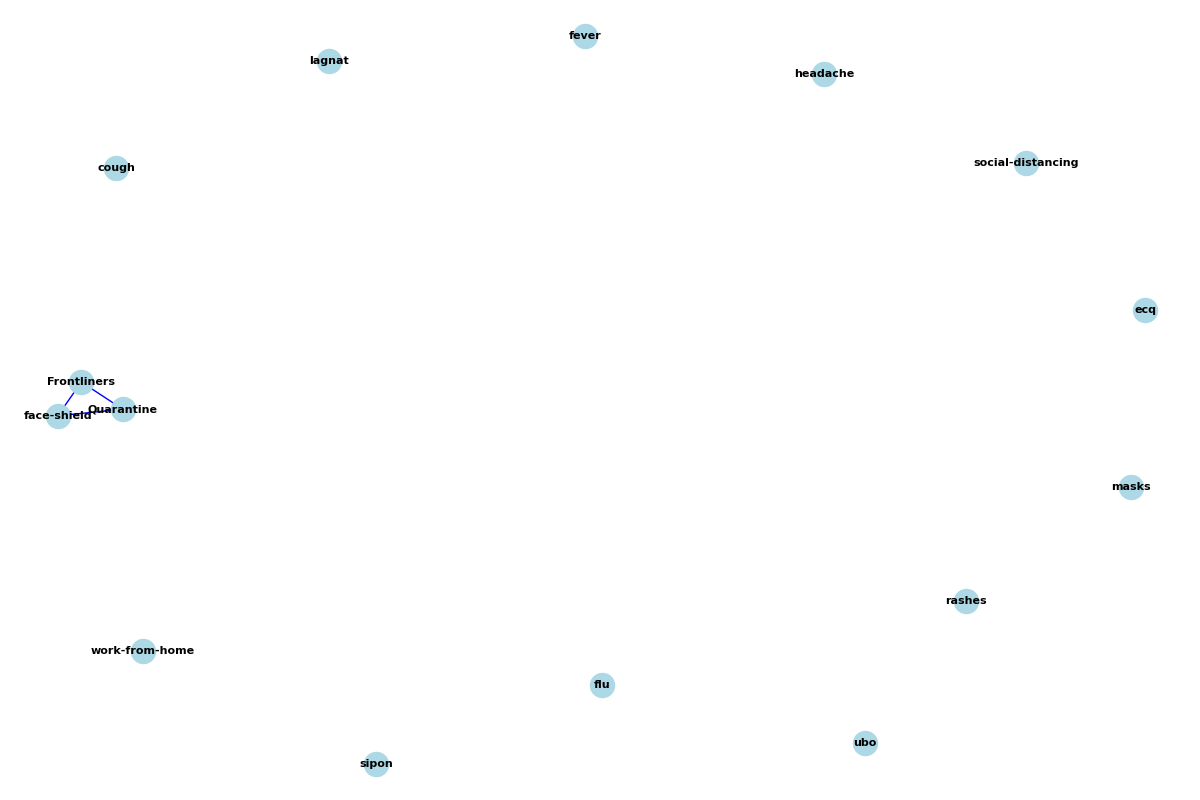 fever
lagnat
headache
social-distancing
cough
ecq
Frontliners
Quarantine
face-shield
masks
rashes
work-from-home
flu
ubo
sipon